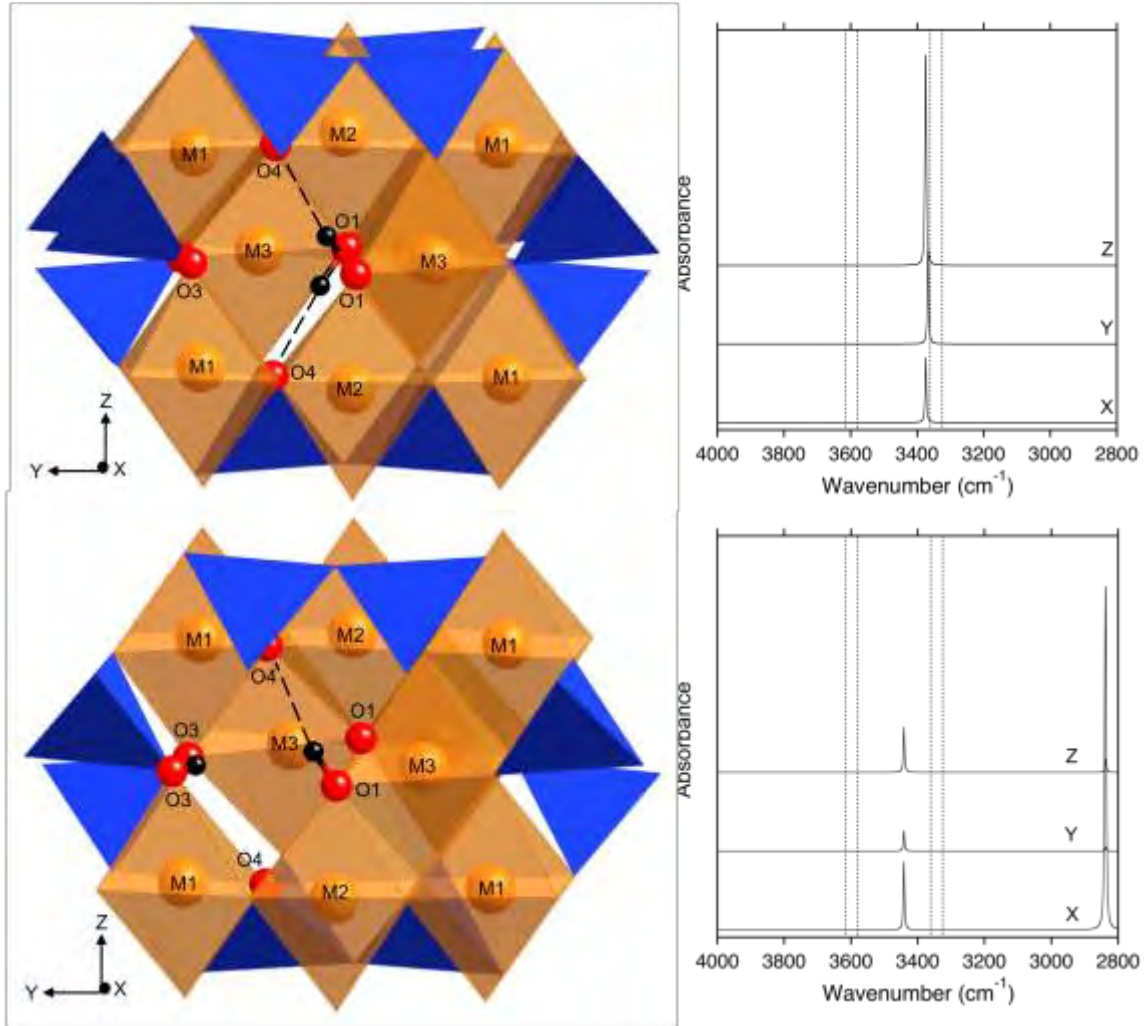 M1
M2
M1
O4
O1
M3
M3
O3
O1
M1
O4
M2
M1
Z
Y
X
Absorbance
Z
Y
X
4000 3800 3600 3400 3200 3000 2800
Wavenumber (cm⁻¹)
M1
M2
M1
O4
O3
O1
M3
M3
O3
O1
O4
M1
M2
M1
Z
Y
X
Absorbance
Z
Y
X
4000 3800 3600 3400 3200 3000 2800
Wavenumber (cm⁻¹)